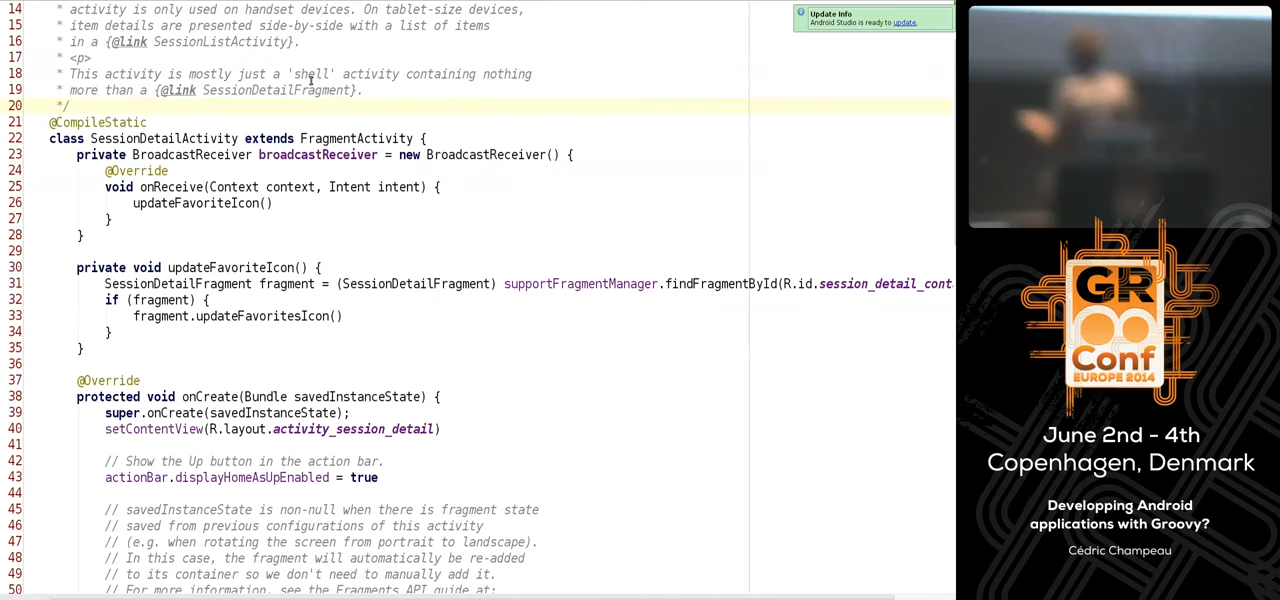 14 * activity is only used on handset devices. On tablet-size devices,
15 * item details are presented side-by-side with a list of items
16 * in a {@link SessionListActivity}.
17 * <p>
18 * This activity is mostly just a 'shell' activity containing nothing
19 * more than a {@link SessionDetailFragment}.
20 */
21 @CompileStatic
22 class SessionDetailActivity extends FragmentActivity {
23 private BroadcastReceiver broadcastReceiver = new BroadcastReceiver() {
24 @Override
25 void onReceive(Context context, Intent intent) {
26 updateFavoriteIcon()
27 }
28 }
29
30 private void updateFavoriteIcon() {
31 SessionDetailFragment fragment = (SessionDetailFragment) supportFragmentManager.findFragmentById(R.id.session_detail_cont
32 if (fragment) {
33 fragment.updateFavoritesIcon()
34 }
35 }
36
37 @Override
38 protected void onCreate(Bundle savedInstanceState) {
39 super.onCreate(savedInstanceState);
40 setContentView(R.layout.activity_session_detail)
41
42 // Show the Up button in the action bar.
43 actionBar.displayHomeAsUpEnabled = true
44
45 // savedInstanceState is non-null when there is fragment state
46 // saved from previous configurations of this activity
47 // (e.g. when rotating the screen from portrait to landscape).
48 // In this case, the fragment will automatically be re-added
49 // to its container so we don't need to manually add it.
50 // For more information, see the Fragments API guide at:
Update Info
Android Studio is ready to update.
GR
Conf
EUROPE 2014
June 2nd - 4th
Copenhagen, Denmark
Developping Android
applications with Groovy?
Cédric Champeau